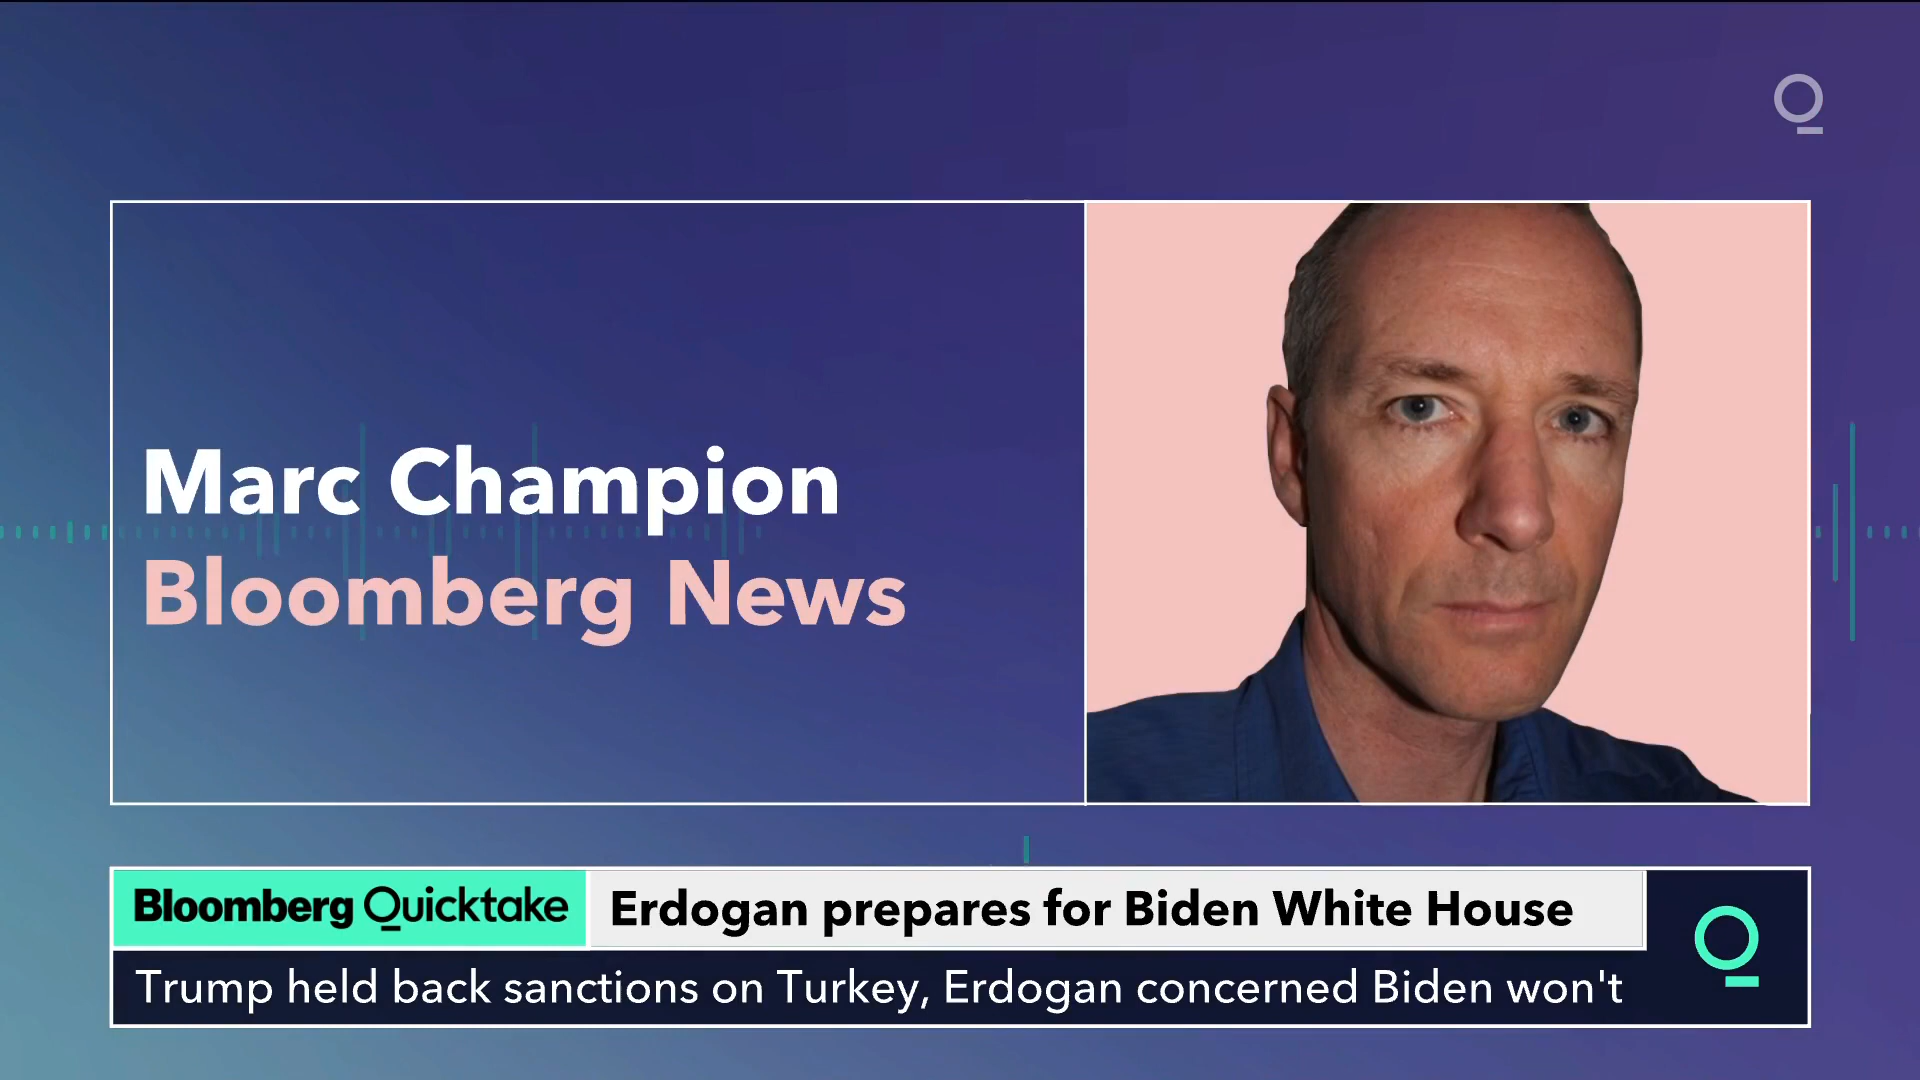 Marc Champion
Bloomberg News
Bloomberg Quicktake
Erdogan prepares for Biden White House
Trump held back sanctions on Turkey, Erdogan concerned Biden won't